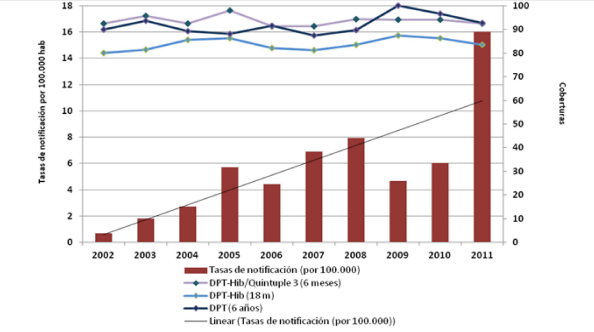 18
16
14
12
10
8
6
4
2
0
Tasas de notificación por 100.000 hab
100
90
80
70
60
50
40
30
20
10
0
Coberturas
2002 2003 2004 2005 2006 2007 2008 2009 2010 2011
Tasas de notificación (por 100.000)
DPT-Hib/Quintuple 3 (6 meses)
DPT-Hib (18 m)
DPT (6 años)
Linear (Tasas de notificación (por 100.000))